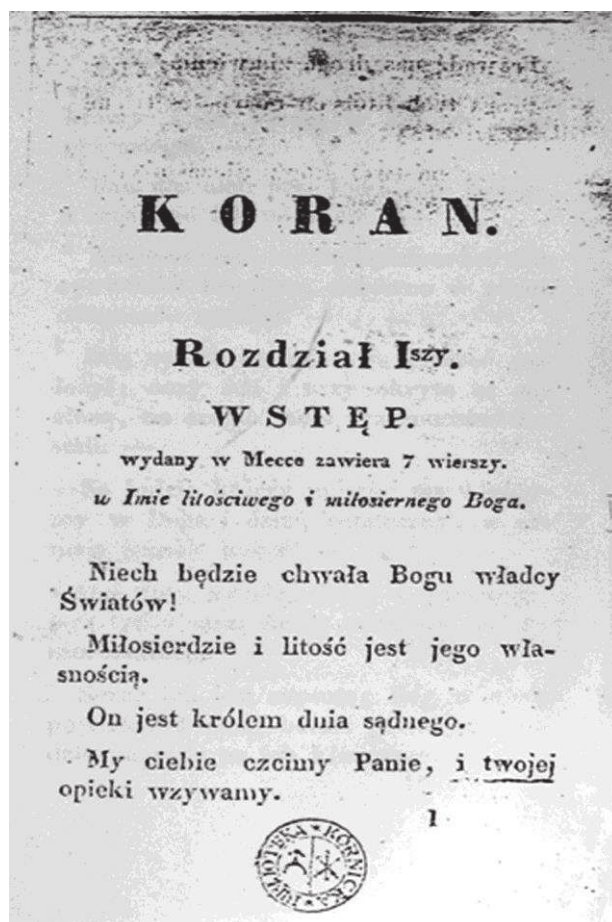 KORAN.
Rozdział Iszy.
WSTĘP.
wydany w Mecce zawiera 7 wierszy.
w Imie litościwego i miłosiernego Boga.
Niech będzie chwała Bogu władcy
Światów!
Miłosierdzie i litość jest jego wła-
snością.
On jest królem dnia sądnego.
My ciebie czcimy Panie, i twojej
opieki wzywamy.
1
BIBLIOTEKA KÓRNICKA